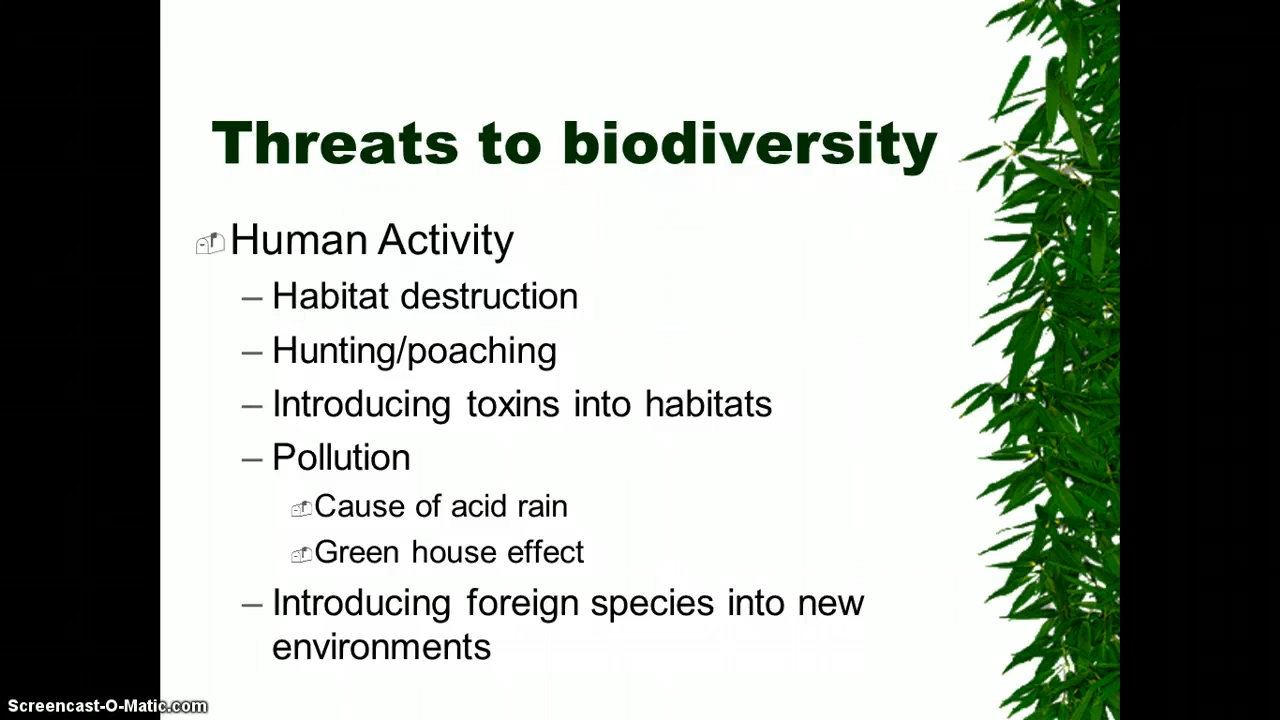 Threats to biodiversity
Human Activity
– Habitat destruction
– Hunting/poaching
– Introducing toxins into habitats
– Pollution
Cause of acid rain
Green house effect
– Introducing foreign species into new
environments
Screencast-O-Matic.com